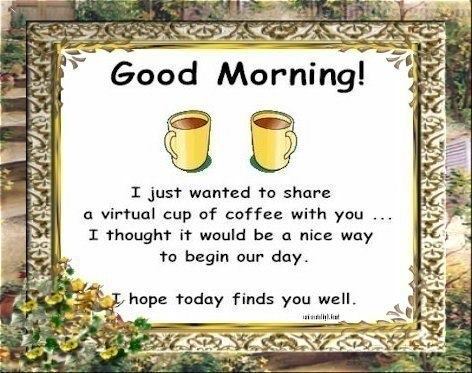 Good Morning!
I just wanted to share
a virtual cup of coffee with you ...
I thought it would be a nice way
to begin our day.
I hope today finds you well.